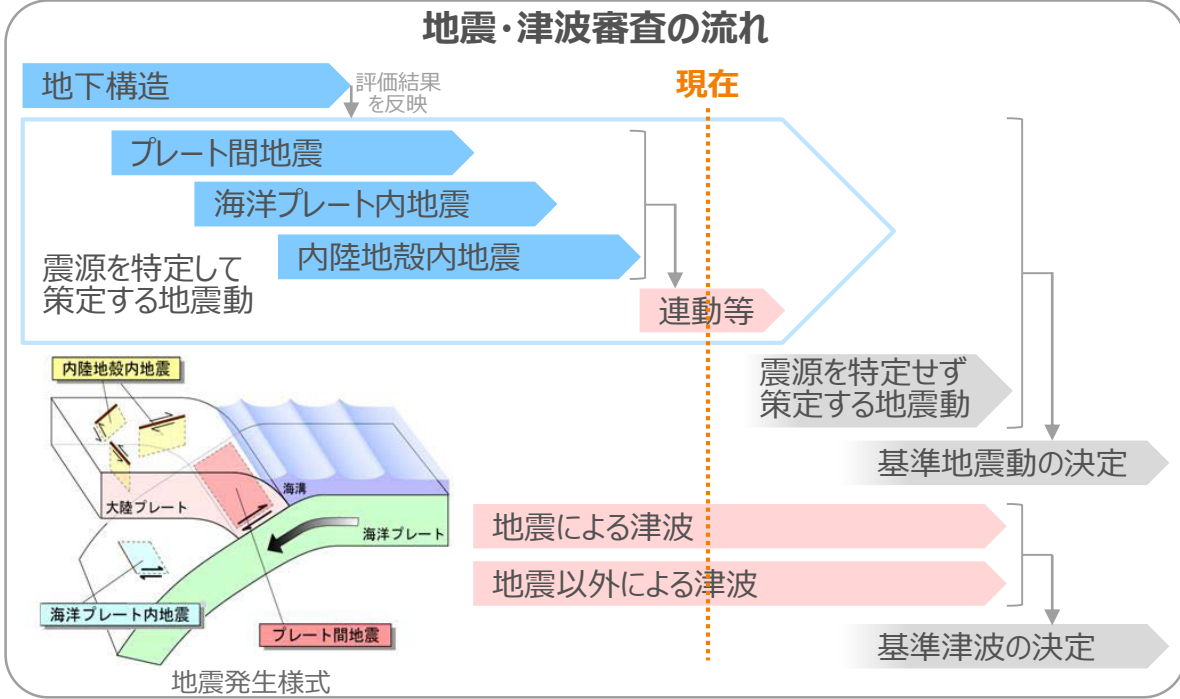 地震・津波審査の流れ
地下構造
評価結果
を反映
現在
プレート間地震
海洋プレート内地震
内陸地殻内地震
震源を特定して
策定する地震動
連動等
震源を特定せず
策定する地震動
基準地震動の決定
内陸地殻内地震
海溝
大陸プレート
海洋プレート
海洋プレート内地震
プレート間地震
地震発生様式
地震による津波
地震以外による津波
基準津波の決定